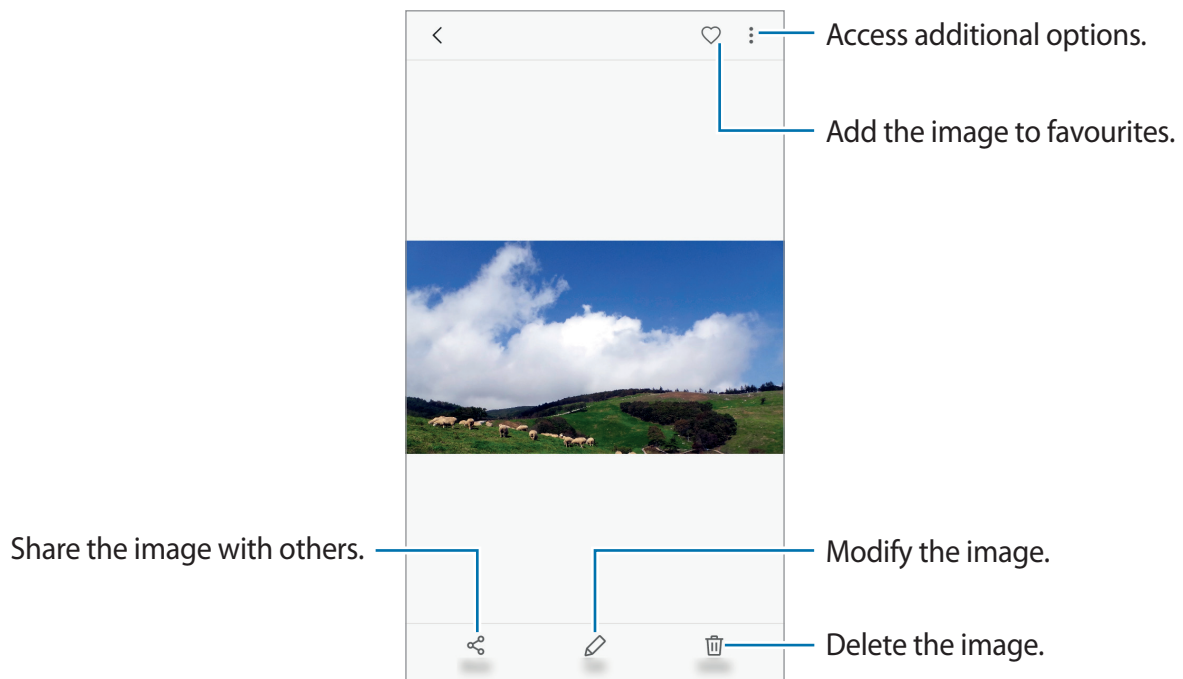 Access additional options.
Add the image to favourites.
Share the image with others.
Modify the image.
Delete the image.